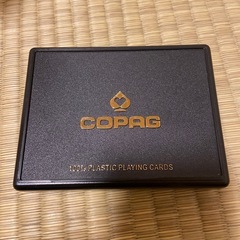 COPAG
100% PLASTIC PLAYING CARDS